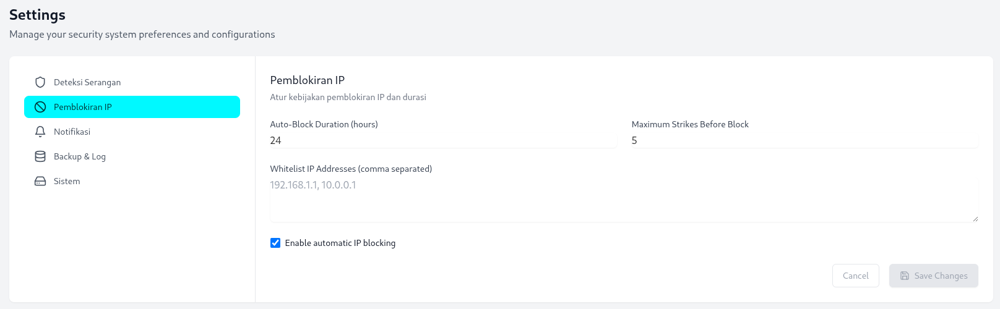 Settings
Manage your security system preferences and configurations
Deteksi Serangan
Pemblokiran IP
Notifikasi
Backup & Log
Sistem
Pemblokiran IP
Atur kebijakan pemblokiran IP dan durasi
Auto-Block Duration (hours)
24
Maximum Strikes Before Block
5
Whitelist IP Addresses (comma separated)
192.168.1.1, 10.0.0.1
Enable automatic IP blocking
Cancel
Save Changes